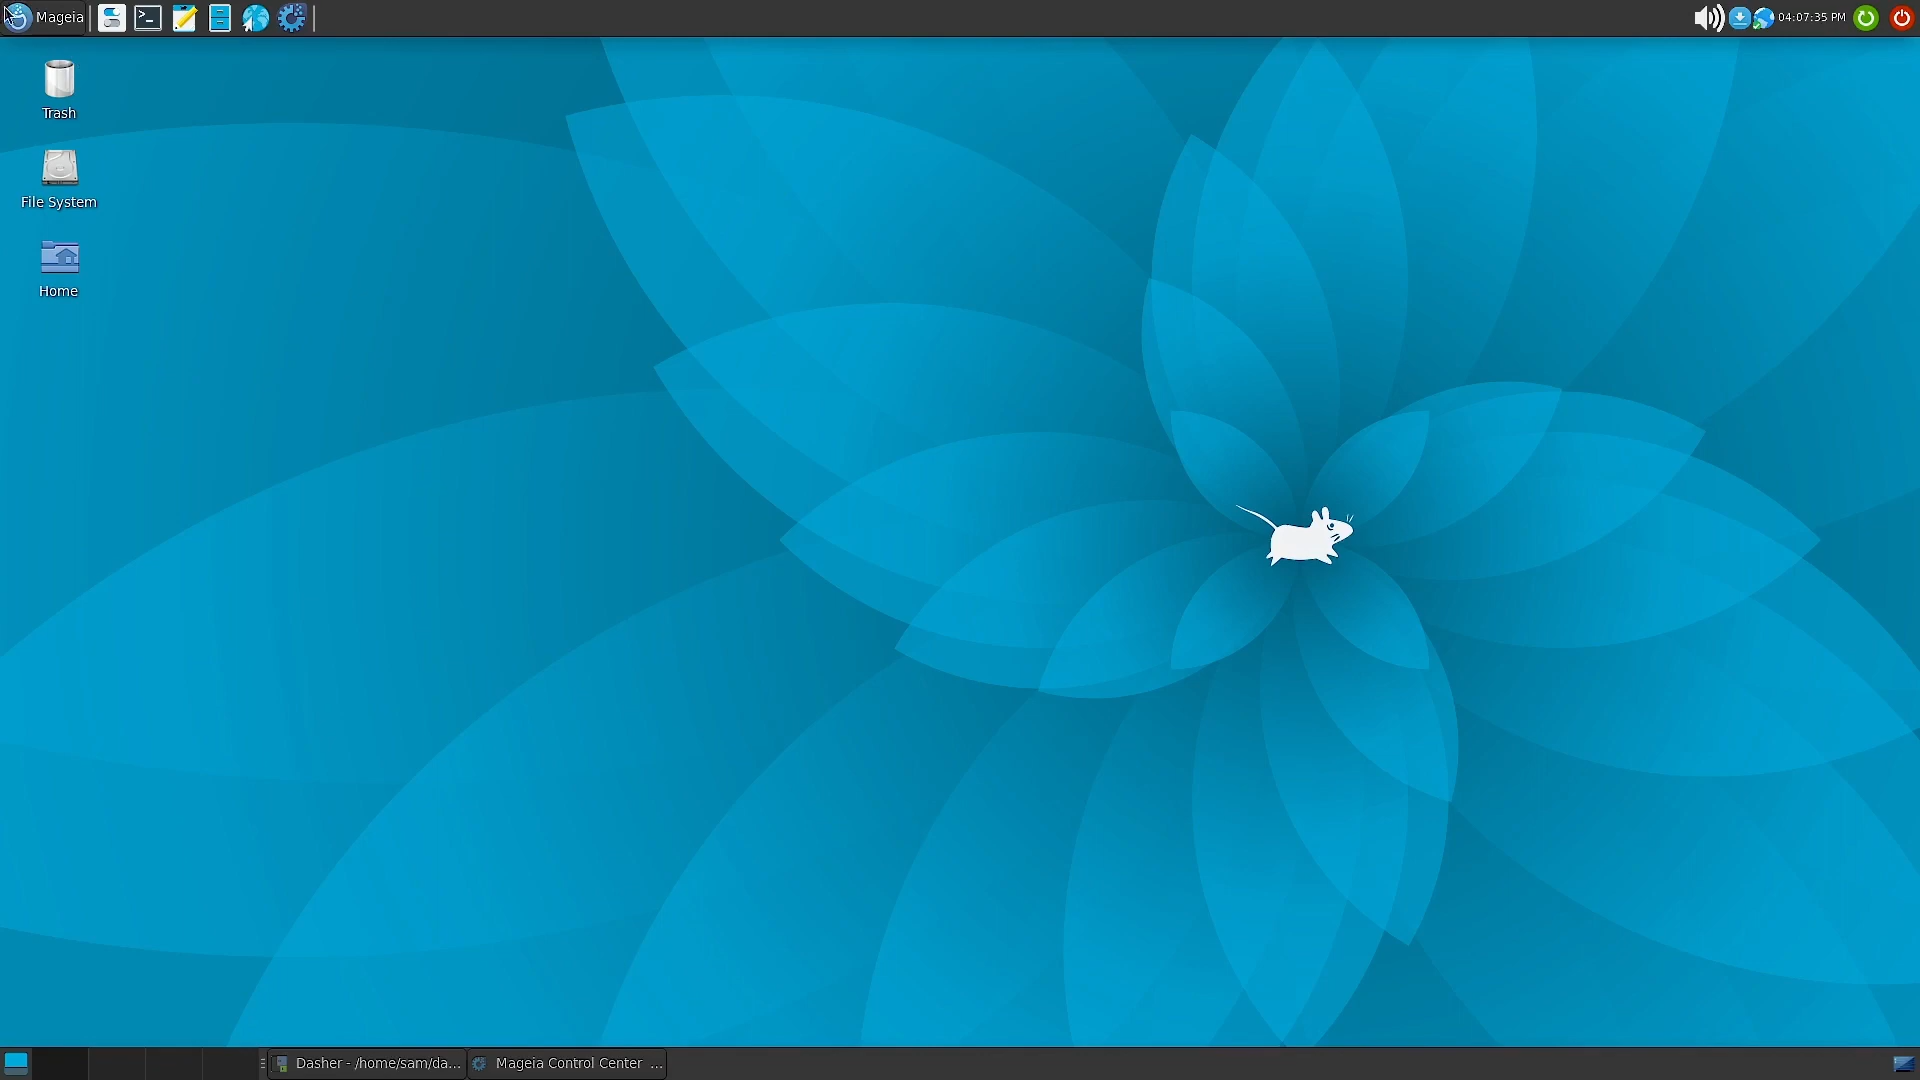 Mageia
04:07:35 PM
Trash
File System
Home
Dasher - /home/sam/da...
Mageia Control Center ...